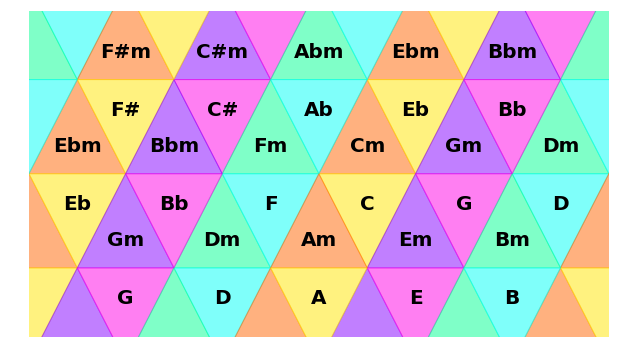 F#m C#m Abm Ebm Bbm
F# C# Ab Eb Bb
Ebm Bbm Fm Cm Gm Dm
Eb Bb F C G D
Gm Dm Am Em Bm
G D A E B